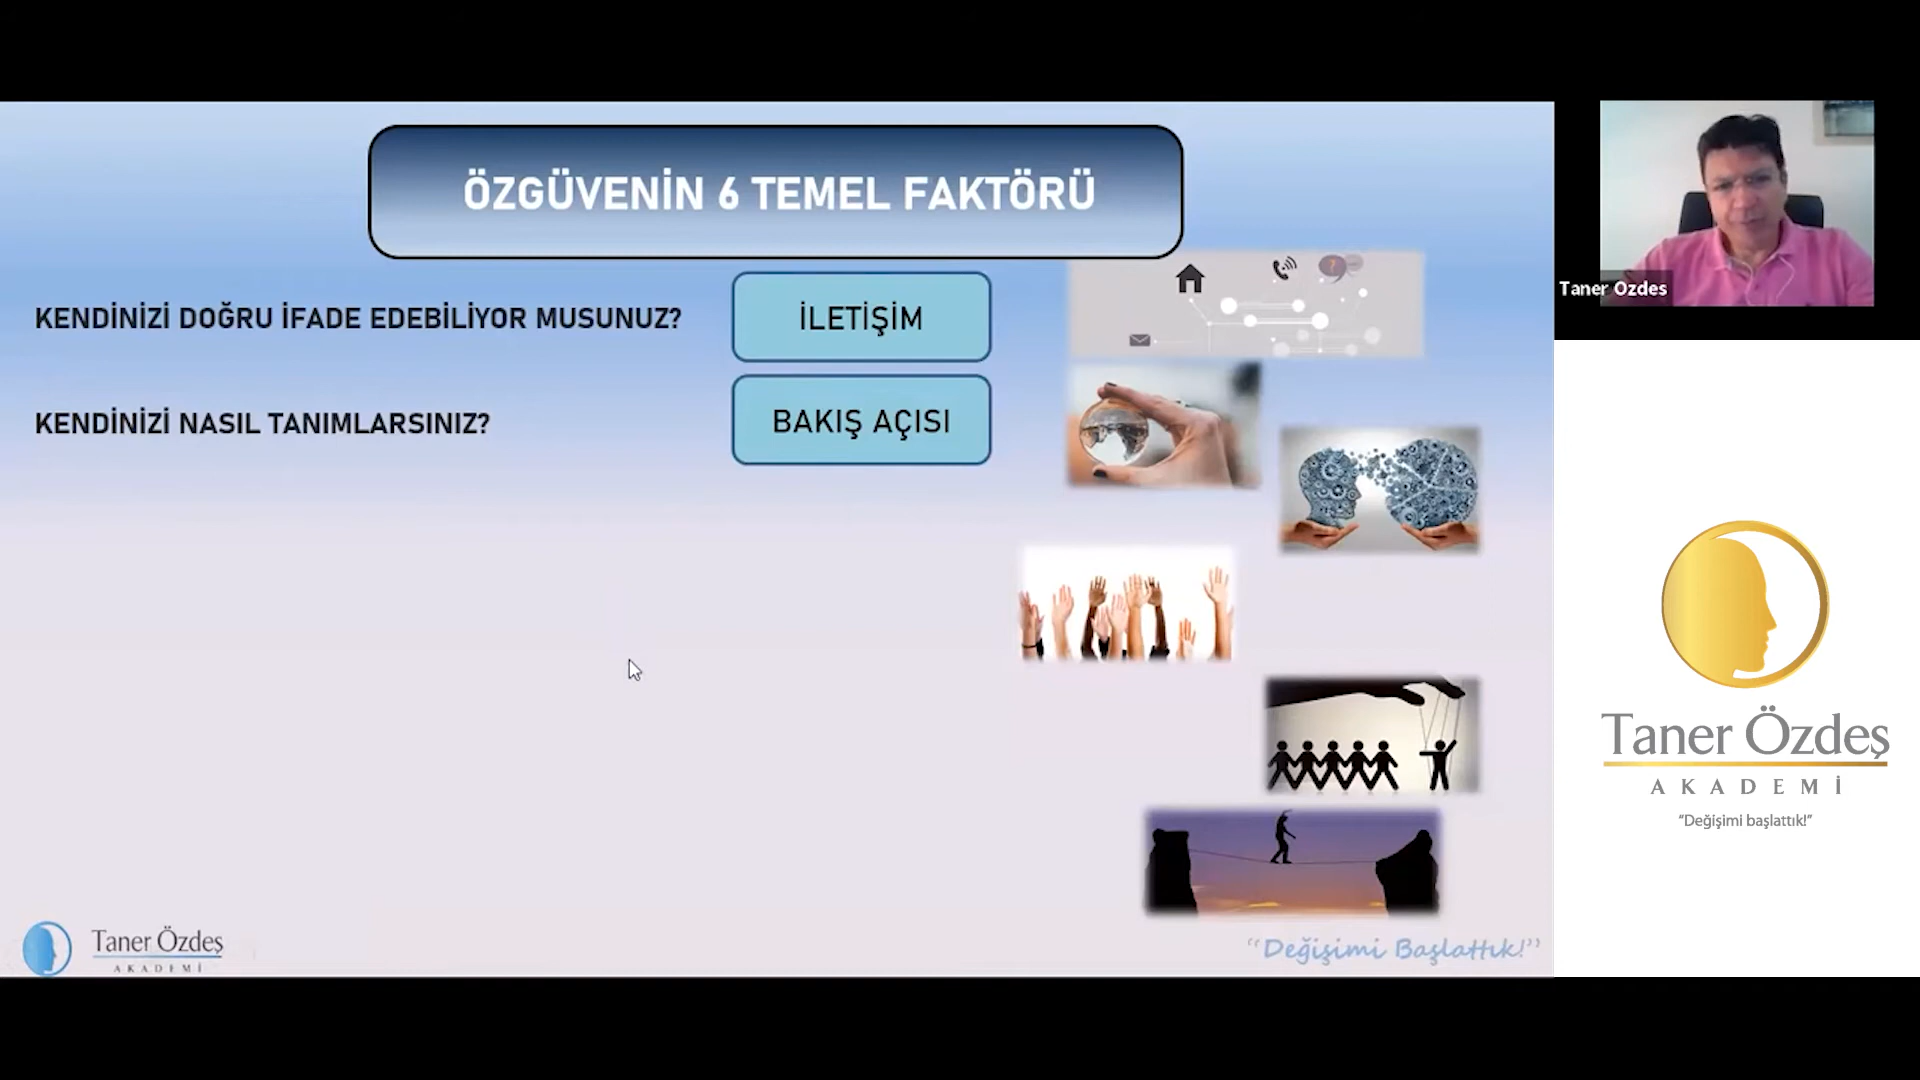 ÖZGÜVENİN 6 TEMEL FAKTÖRÜ
KENDİNİZİ DOĞRU İFADE EDEBİLİYOR MUSUNUZ?
İLETİŞİM
?
KENDİNİZİ NASIL TANIMLARSINIZ?
BAKIŞ AÇISI
Taner Özdeş
AKADEMİ
“Değişimi Başlattık!”
Taner Ozdes
Taner Özdeş
AKADEMİ
“Değişimi başlattık!”